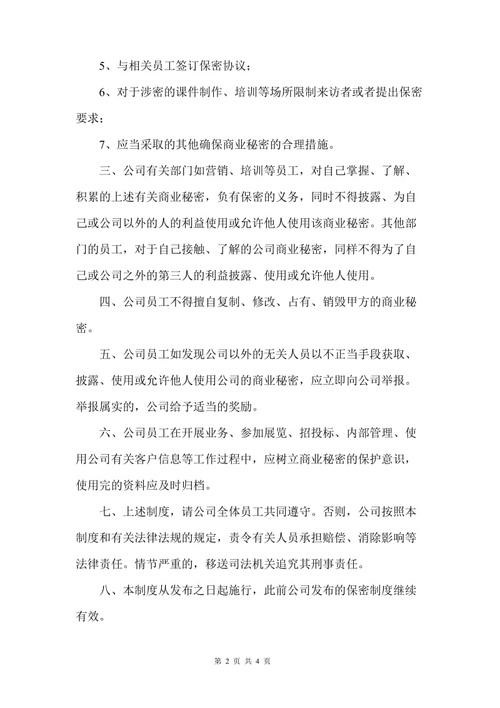 5、与相关员工签订保密协议；
6、对于涉密的课件制作、培训等场所限制来访者或者提出保密
要求；
7、应当采取的其他确保商业秘密的合理措施。
三、公司有关部门如营销、培训等员工，对自己掌握、了解、
积累的上述有关商业秘密，负有保密的义务，同时不得披露、为自
己或公司以外的人的利益使用或允许他人使用该商业秘密。其他部
门的员工，对于自己接触、了解的公司商业秘密，同样不得为了自
己或公司之外的第三人的利益披露、使用或允许他人使用。
四、公司员工不得擅自复制、修改、占有、销毁甲方的商业秘
密。
五、公司员工如发现公司以外的无关人员以不正当手段获取、
披露、使用或允许他人使用公司的商业秘密，应立即向公司举报。
举报属实的，公司给予适当的奖励。
六、公司员工在开展业务、参加展览、招投标、内部管理、使
用公司有关客户信息等工作过程中，应树立商业秘密的保护意识，
使用完的资料应及时归档。
七、上述制度，请公司全体员工共同遵守。否则，公司按照本
制度和有关法律法规的规定，责令有关人员承担赔偿、消除影响等
法律责任。情节严重的，移送司法机关追究其刑事责任。
八、本制度从发布之日起施行，此前公司发布的保密制度继续
有效。
第 2 页 共 4 页